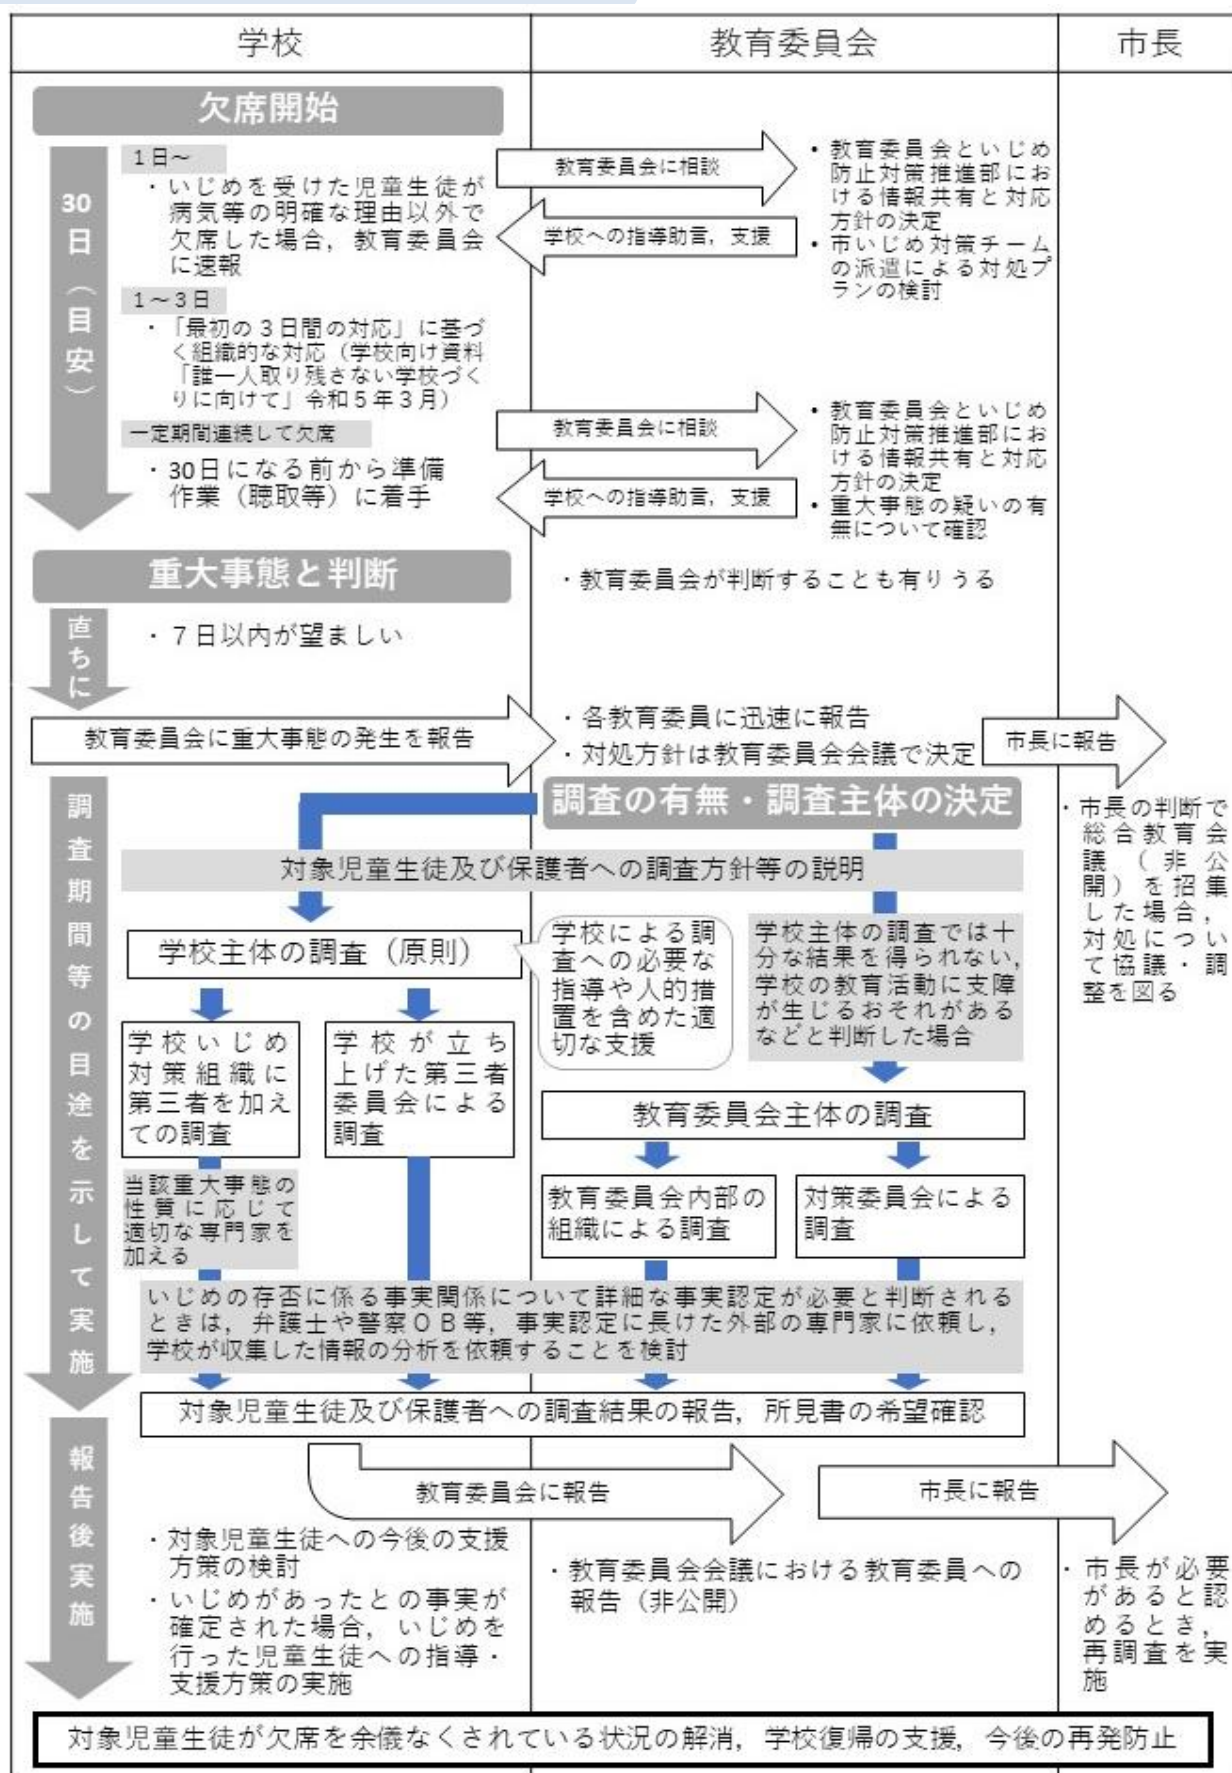 学校
教育委員会
市長
欠席開始
30日（目安）
1日～
・いじめを受けた児童生徒が
病気等の明確な理由以外で
欠席した場合，教育委員会
に速報
教育委員会に相談
学校への指導助言，支援
• 教育委員会といじめ
防止対策推進部にお
ける情報共有と対応
方針の決定
• 市いじめ対策チーム
の派遣による対処プ
ランの検討
1～3日
・「最初の3日間の対応」に基づ
く組織的な対応（学校向け資料
「誰一人取り残さない学校づく
りに向けて」令和5年3月）
一定期間連続して欠席
・30日になる前から準備
作業（聴取等）に着手
教育委員会に相談
学校への指導助言，支援
• 教育委員会といじめ
防止対策推進部にお
ける情報共有と対応
方針の決定
• 重大事態の疑いの有
無について確認
重大事態と判断
・教育委員会が判断することも有りうる
直ちに
・7日以内が望ましい
教育委員会に重大事態の発生を報告
・各教育委員に迅速に報告
・対処方針は教育委員会会議で決定
市長に報告
調査期間等の目途を示して実施
調査の有無・調査主体の決定
・市長の判断で
総合教育会
議（非公
開）を招集
した場合，
対処につい
て協議・調
整を図る
対象児童生徒及び保護者への調査方針等の説明
学校主体の調査（原則）
学校による調
査への必要な
指導や人的措
置を含めた適
切な支援
学校主体の調査では十
分な結果を得られない，
学校の教育活動に支障
が生じるおそれがある
などと判断した場合
学校いじめ
対策組織に
第三者を加え
ての調査
学校が立ち
上げた第三者
委員会による
調査
教育委員会主体の調査
当該重大事態の
性質に応じて
適切な専門家を
加える
教育委員会内部の
組織による調査
対策委員会による
調査
いじめの存否に係る事実関係について詳細な事実認定が必要と判断される
ときは，弁護士や警察ＯＢ等，事実認定に長けた外部の専門家に依頼し，
学校が収集した情報の分析を依頼することを検討
対象児童生徒及び保護者への調査結果の報告，所見書の希望確認
報告後実施
教育委員会に報告
市長に報告
・対象児童生徒への今後の支援
方策の検討
・いじめがあったとの事実が
確定された場合，いじめを
行った児童生徒への指導・
支援方策の実施
・教育委員会会議における教育委員への
報告（非公開）
・市長が必要
があると認
めるとき，
再調査を実
施
対象児童生徒が欠席を余儀なくされている状況の解消，学校復帰の支援，今後の再発防止